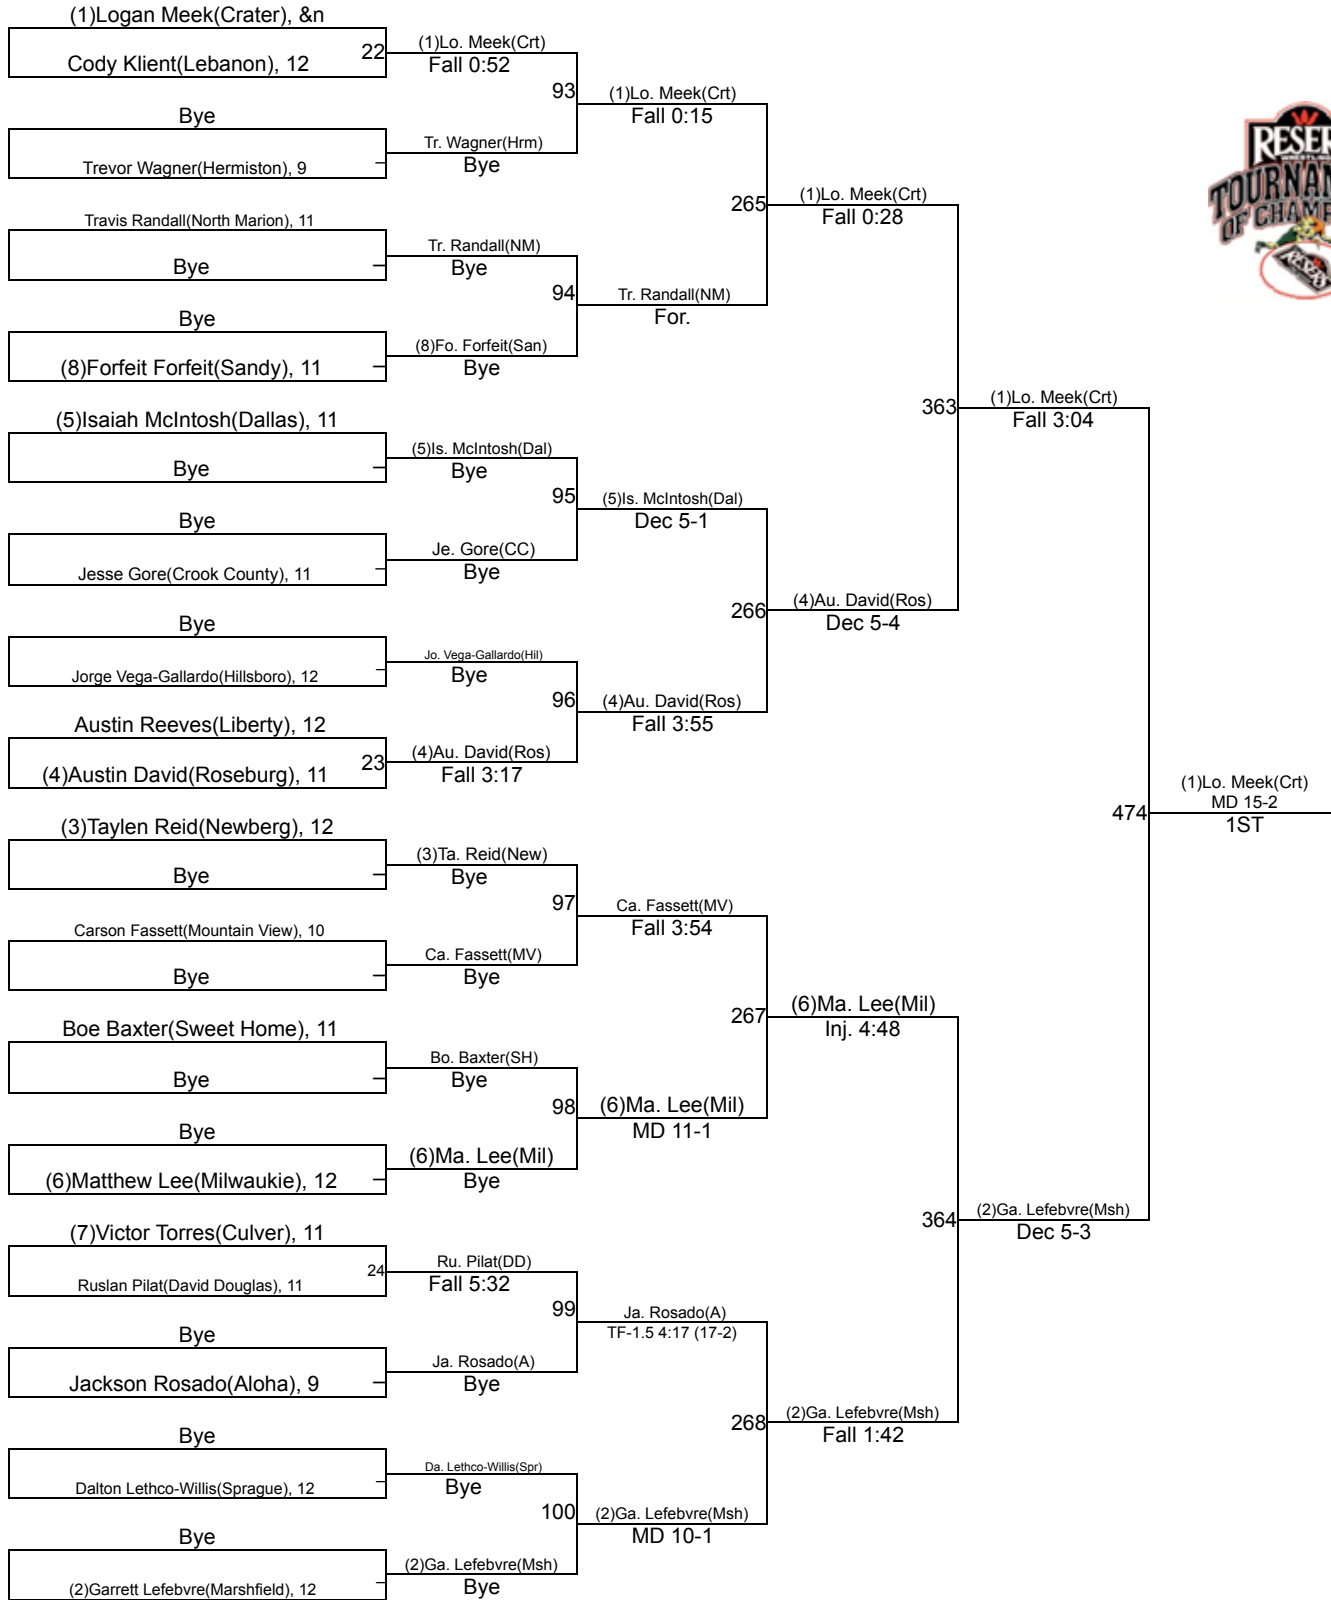 (1)Logan Meek(Crater), &n
22
Cody Klient(Lebanon), 12
(1)Lo. Meek(Crt)
Fall 0:52
93
Bye
Trevor Wagner(Hermiston), 9
Tr. Wagner(Hrm)
Bye
(1)Lo. Meek(Crt)
Fall 0:15
265
Travis Randall(North Marion), 11
Bye
Tr. Randall(NM)
Bye
94
Bye
(8)Forfeit Forfeit(Sandy), 11
(8)Fo. Forfeit(San)
Bye
Tr. Randall(NM)
For.
(1)Lo. Meek(Crt)
Fall 0:28
363
(5)Isaiah McIntosh(Dallas), 11
Bye
(5)Is. McIntosh(Dal)
Bye
95
Bye
Jesse Gore(Crook County), 11
Je. Gore(CC)
Bye
(5)Is. McIntosh(Dal)
Dec 5-1
266
Bye
Jorge Vega-Gallardo(Hillsboro), 12
Jo. Vega-Gallardo(Hil)
Bye
96
Austin Reeves(Liberty), 12
23
(4)Austin David(Roseburg), 11
(4)Au. David(Ros)
Fall 3:17
(4)Au. David(Ros)
Fall 3:55
(4)Au. David(Ros)
Dec 5-4
(1)Lo. Meek(Crt)
Fall 3:04
474
(1)Lo. Meek(Crt)
MD 15-2
1ST
(3)Taylen Reid(Newberg), 12
Bye
(3)Ta. Reid(New)
Bye
97
Carson Fassett(Mountain View), 10
Bye
Ca. Fassett(MV)
Bye
Ca. Fassett(MV)
Fall 3:54
267
Boe Baxter(Sweet Home), 11
Bye
Bo. Baxter(SH)
Bye
98
Bye
(6)Matthew Lee(Milwaukie), 12
(6)Ma. Lee(Mil)
Bye
(6)Ma. Lee(Mil)
MD 11-1
(6)Ma. Lee(Mil)
Inj. 4:48
364
(7)Victor Torres(Culver), 11
24
Ruslan Pilat(David Douglas), 11
Ru. Pilat(DD)
Fall 5:32
99
Bye
Jackson Rosado(Aloha), 9
Ja. Rosado(A)
Bye
Ja. Rosado(A)
TF-1.5 4:17 (17-2)
268
Bye
Dalton Lethco-Willis(Sprague), 12
Da. Lethco-Willis(Spr)
Bye
100
Bye
(2)Garrett Lefebvre(Marshfield), 12
(2)Ga. Lefebvre(Msh)
Bye
(2)Ga. Lefebvre(Msh)
MD 10-1
(2)Ga. Lefebvre(Msh)
Fall 1:42
(2)Ga. Lefebvre(Msh)
Dec 5-3
RESER
WRESTLING
TOURNAM
OF CHAMP